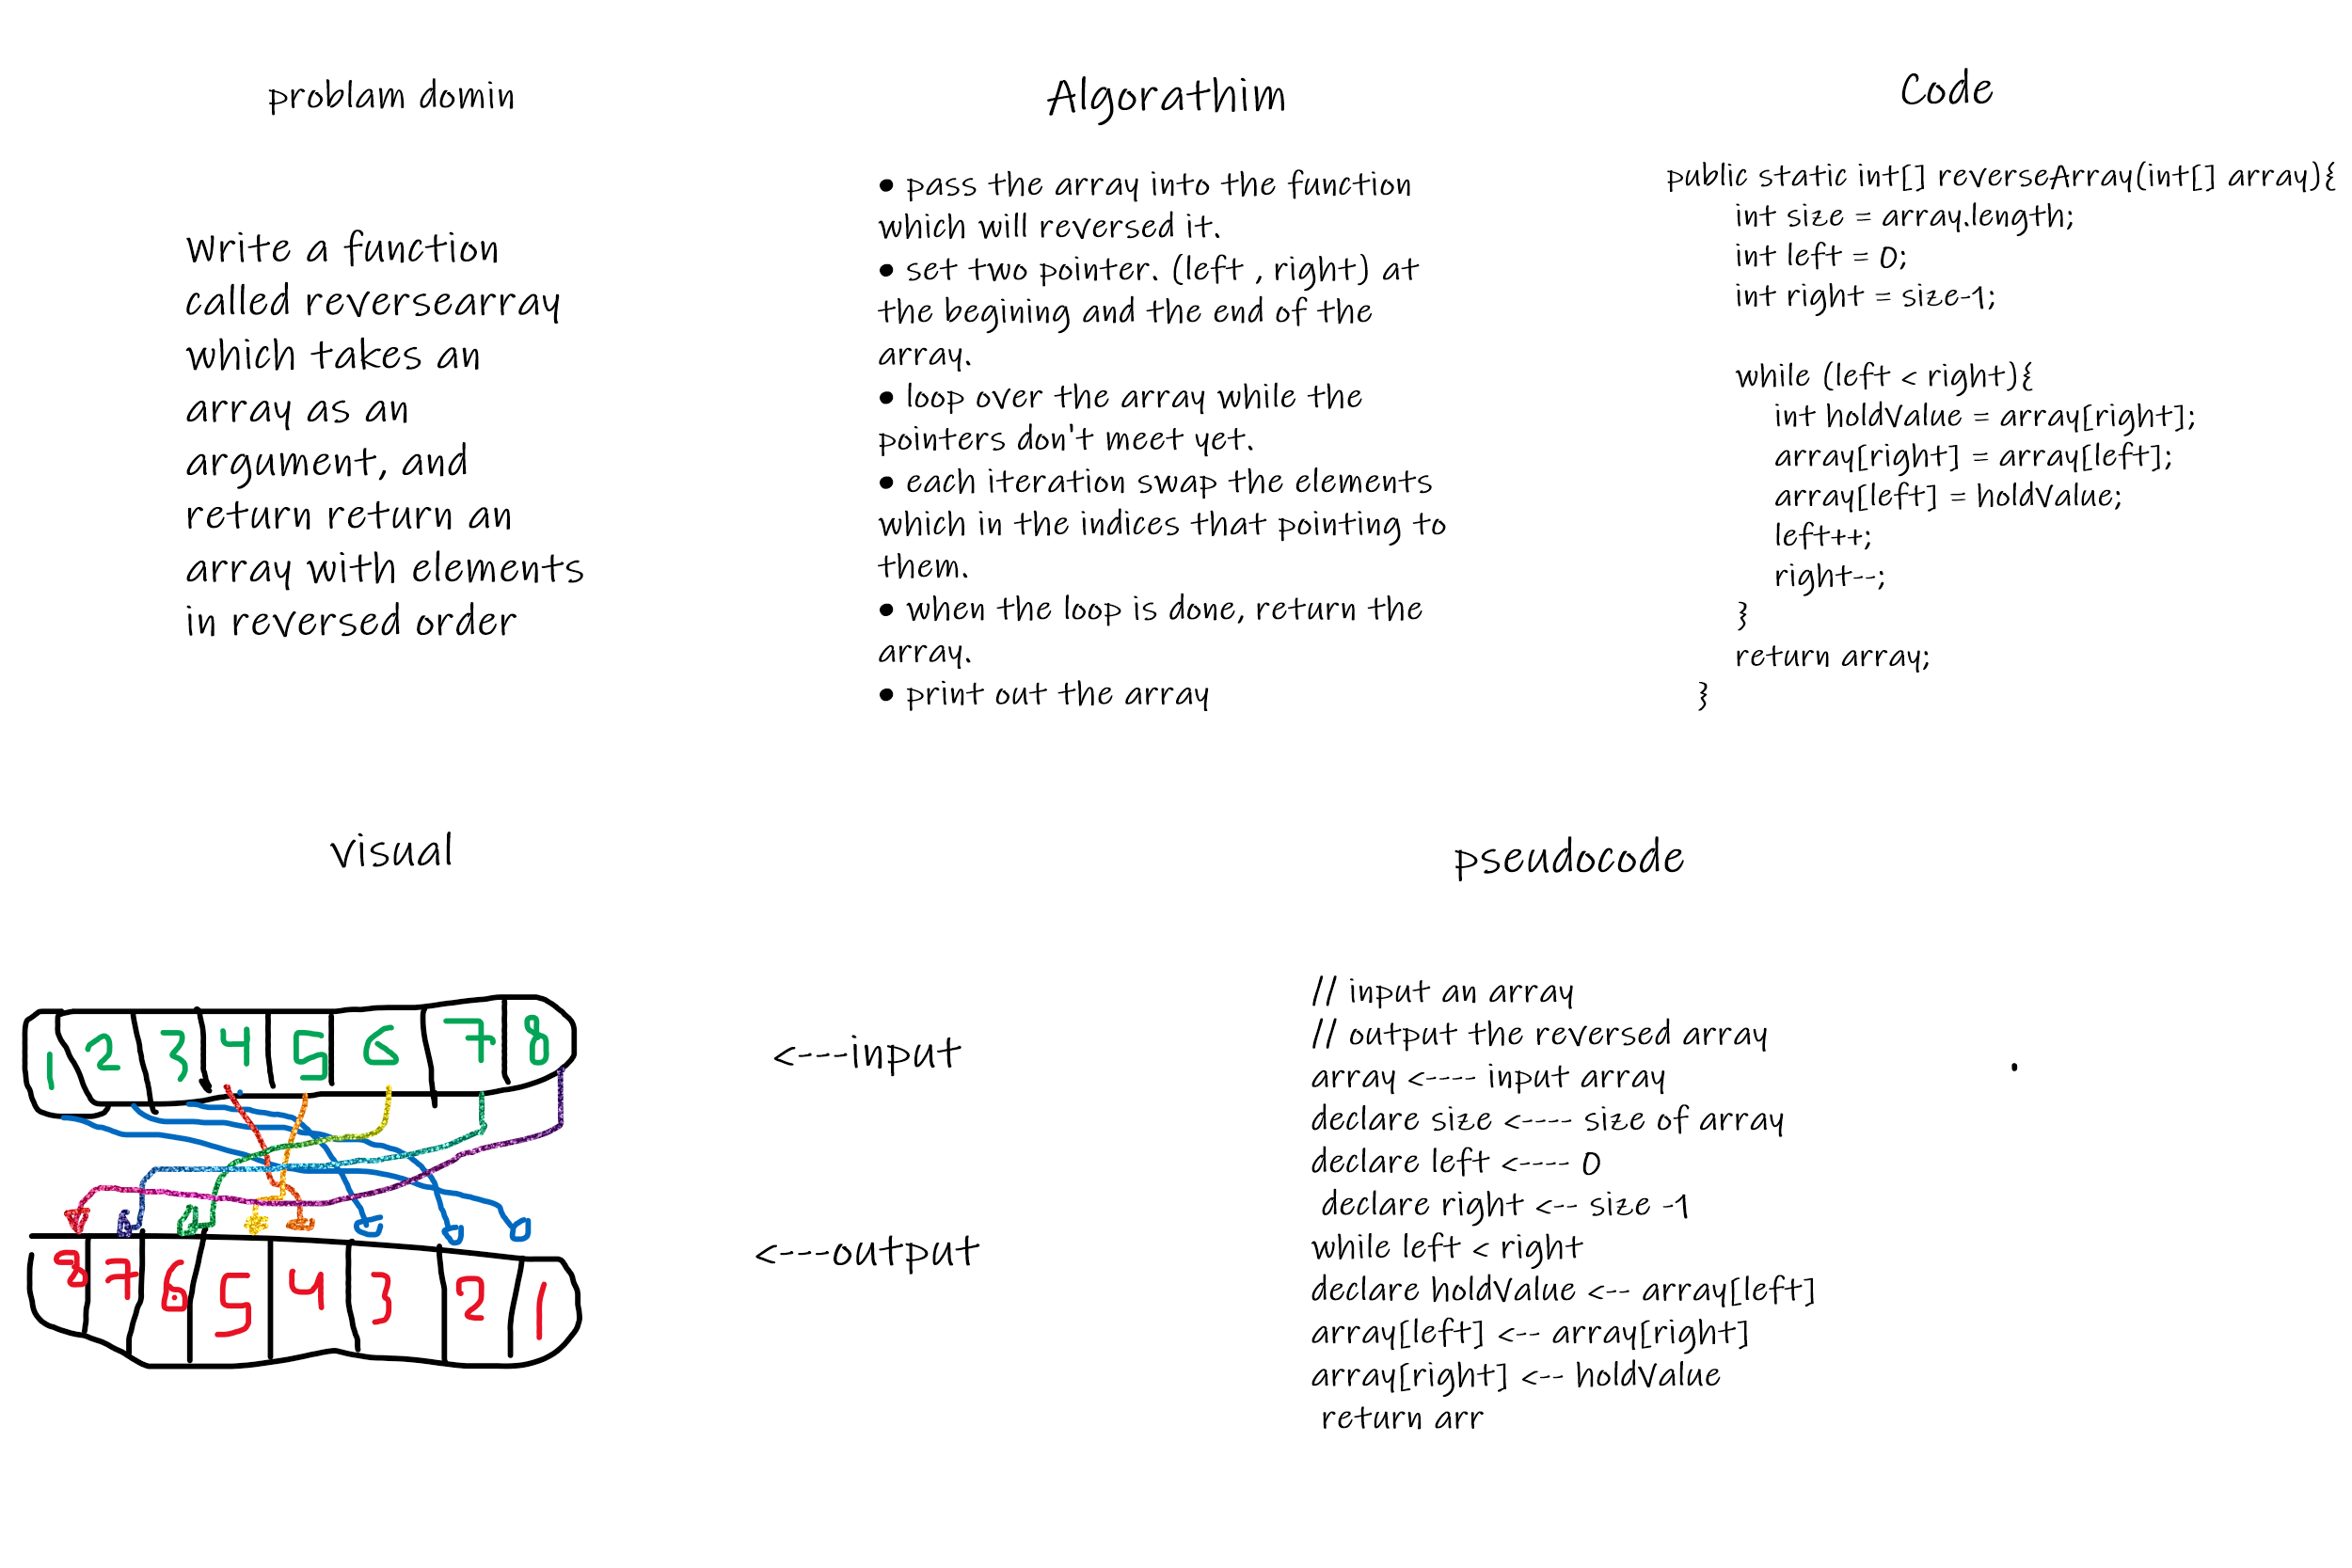 problam domin
Write a function
called reversearray
which takes an
array as an
argument, and
return return an
array with elements
in reversed order
Algorathim
• pass the array into the function
which will reversed it.
• set two pointer. (left , right) at
the begining and the end of the
array.
• loop over the array while the
pointers don't meet yet.
• each iteration swap the elements
which in the indices that pointing to
them.
• when the loop is done, return the
array.
• print out the array
Code
public static int[] reverseArray(int[] array){
int size = array.length;
int left = 0;
int right = size-1;
while (left < right){
int holdValue = array[right];
array[right] = array[left];
array[left] = holdValue;
left++;
right--;
}
return array;
}
visual
1 2 3 4 5 6 7 8
<---input
8 7 6 5 4 3 2 1
<---output
pseudocode
// input an array
// output the reversed array
array <---- input array
declare size <---- size of array
declare left <---- 0
declare right <-- size -1
while left < right
declare holdValue <-- array[left]
array[left] <-- array[right]
array[right] <-- holdValue
return arr